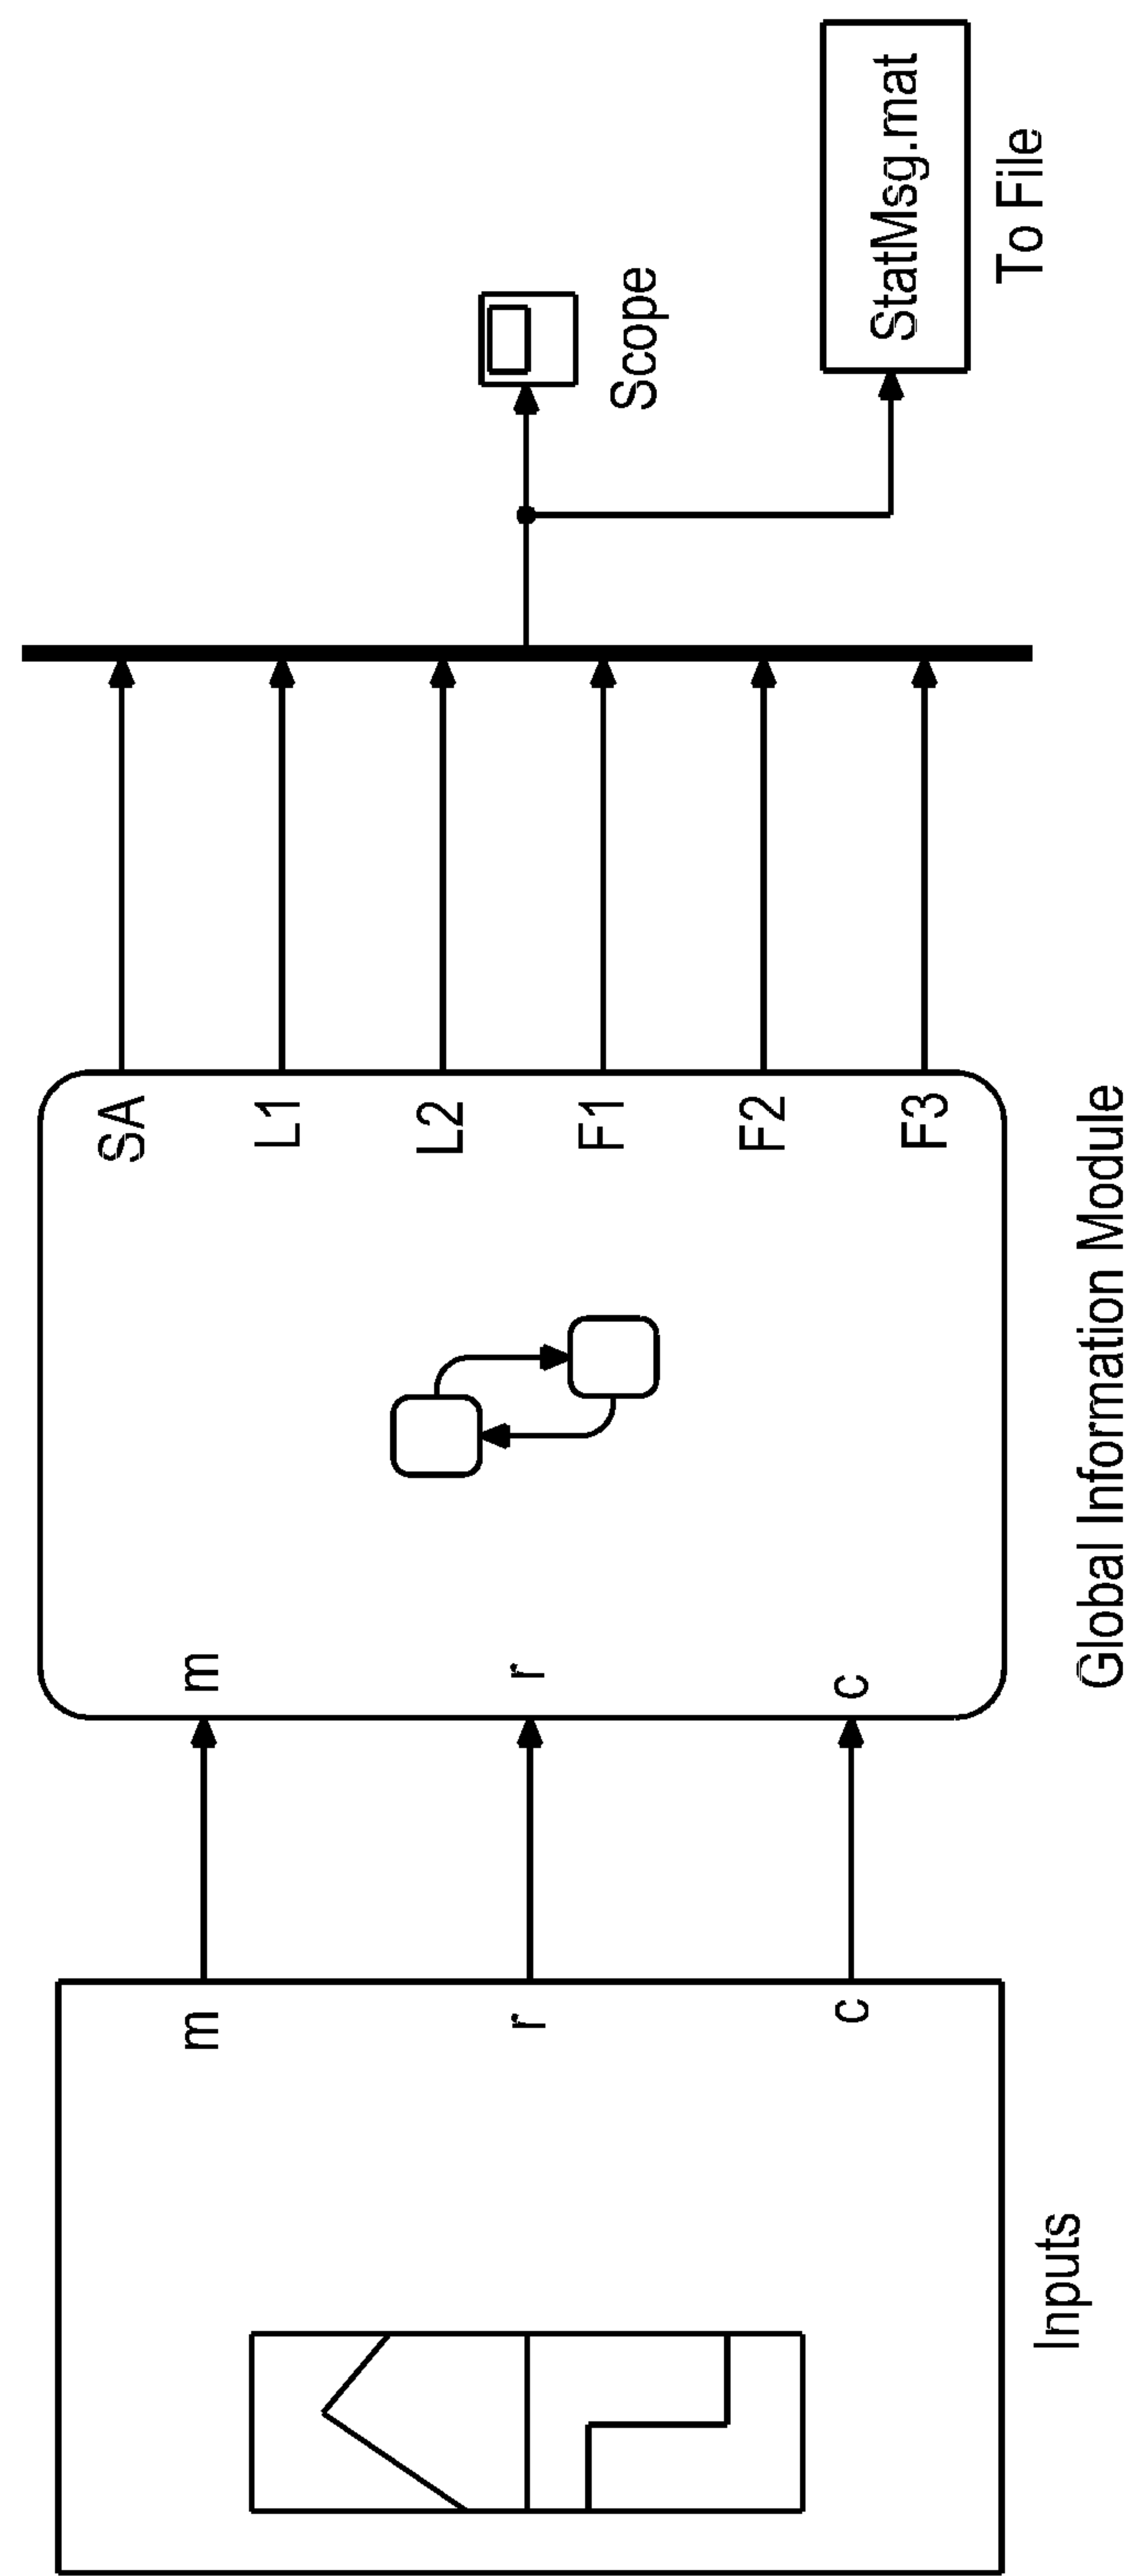 m
r
c
Inputs
m
r
c
SA
L1
L2
F1
F2
F3
Global Information Module
Scope
StatMsg.mat
To File